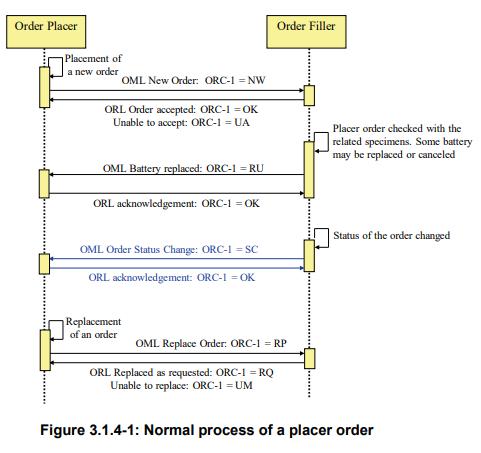 Order Placer
Order Filler
Placement of
a new order
OML New Order: ORC-1 = NW
ORL Order accepted: ORC-1 = OK
Unable to accept: ORC-1 = UA
Placer order checked with the
related specimens. Some battery
may be replaced or canceled
OML Battery replaced: ORC-1 = RU
ORL acknowledgement: ORC-1 = OK
Status of the order changed
OML Order Status Change: ORC-1 = SC
ORL acknowledgement: ORC-1 = OK
Replacement
of an order
OML Replace Order: ORC-1 = RP
ORL Replaced as requested: ORC-1 = RQ
Unable to replace: ORC-1 = UM
Figure 3.1.4-1: Normal process of a placer order